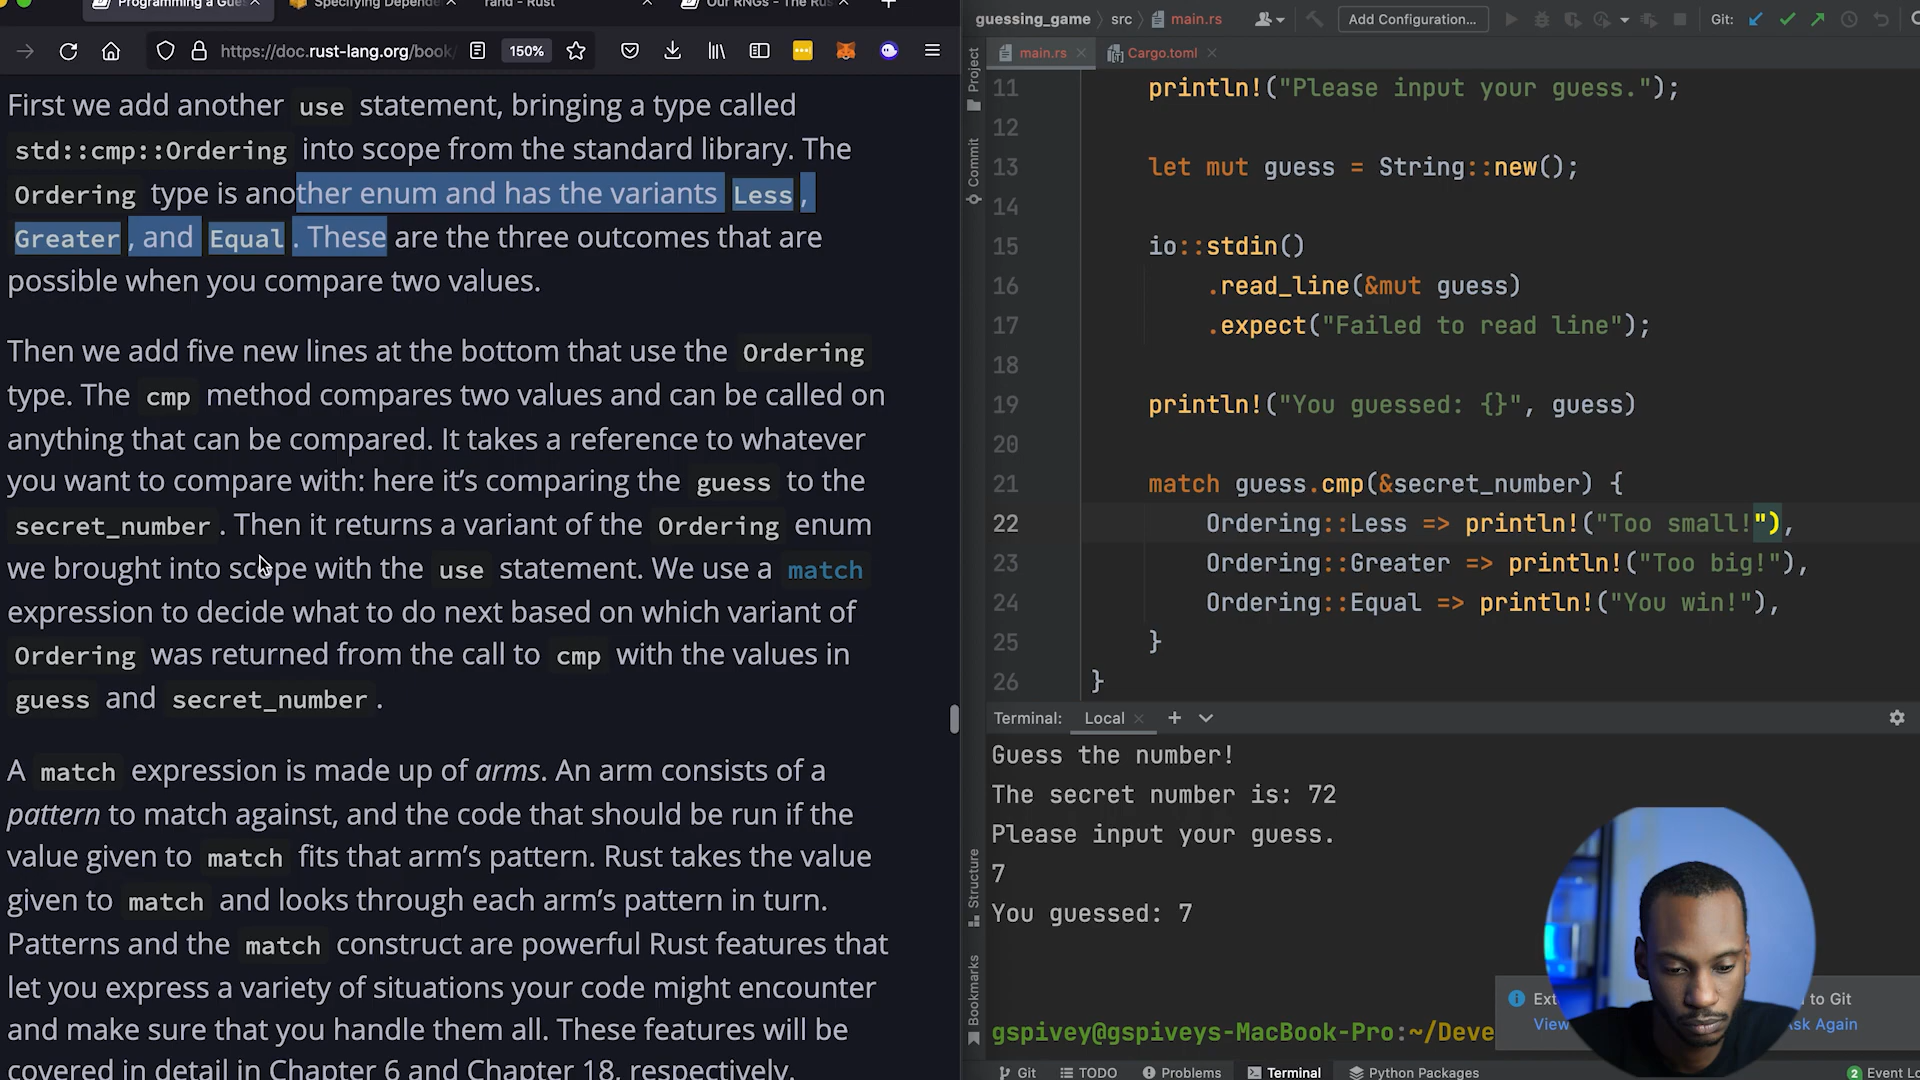 Programming a Gues
Specifying Depende
rand - Rust
Our RNGs - The Rus
https://doc.rust-lang.org/book/
150%
First we add another use statement, bringing a type called
std::cmp::Ordering into scope from the standard library. The
Ordering type is another enum and has the variants Less,
Greater, and Equal. These are the three outcomes that are
possible when you compare two values.
Then we add five new lines at the bottom that use the Ordering
type. The cmp method compares two values and can be called on
anything that can be compared. It takes a reference to whatever
you want to compare with: here it’s comparing the guess to the
secret_number. Then it returns a variant of the Ordering enum
we brought into scope with the use statement. We use a match
expression to decide what to do next based on which variant of
Ordering was returned from the call to cmp with the values in
guess and secret_number.
A match expression is made up of arms. An arm consists of a
pattern to match against, and the code that should be run if the
value given to match fits that arm’s pattern. Rust takes the value
given to match and looks through each arm’s pattern in turn.
Patterns and the match construct are powerful Rust features that
let you express a variety of situations your code might encounter
and make sure that you handle them all. These features will be
covered in detail in Chapter 6 and Chapter 18, respectively.
guessing_game > src > main.rs
Add Configuration...
Git:
main.rs
Cargo.toml
Project
Commit
Structure
Bookmarks
11 println!("Please input your guess.");
12
13 let mut guess = String::new();
14
15 io::stdin()
16 .read_line(&mut guess)
17 .expect("Failed to read line");
18
19 println!("You guessed: {}", guess)
20
21 match guess.cmp(&secret_number) {
22 Ordering::Less => println!("Too small!"),
23 Ordering::Greater => println!("Too big!"),
24 Ordering::Equal => println!("You win!"),
25 }
26 }
Terminal: Local
Guess the number!
The secret number is: 72
Please input your guess.
7
You guessed: 7
gspivey@gspiveys-MacBook-Pro:~/Deve
Ext
to Git
View
Ask Again
Git
TODO
Problems
Terminal
Python Packages
2 Event Lo